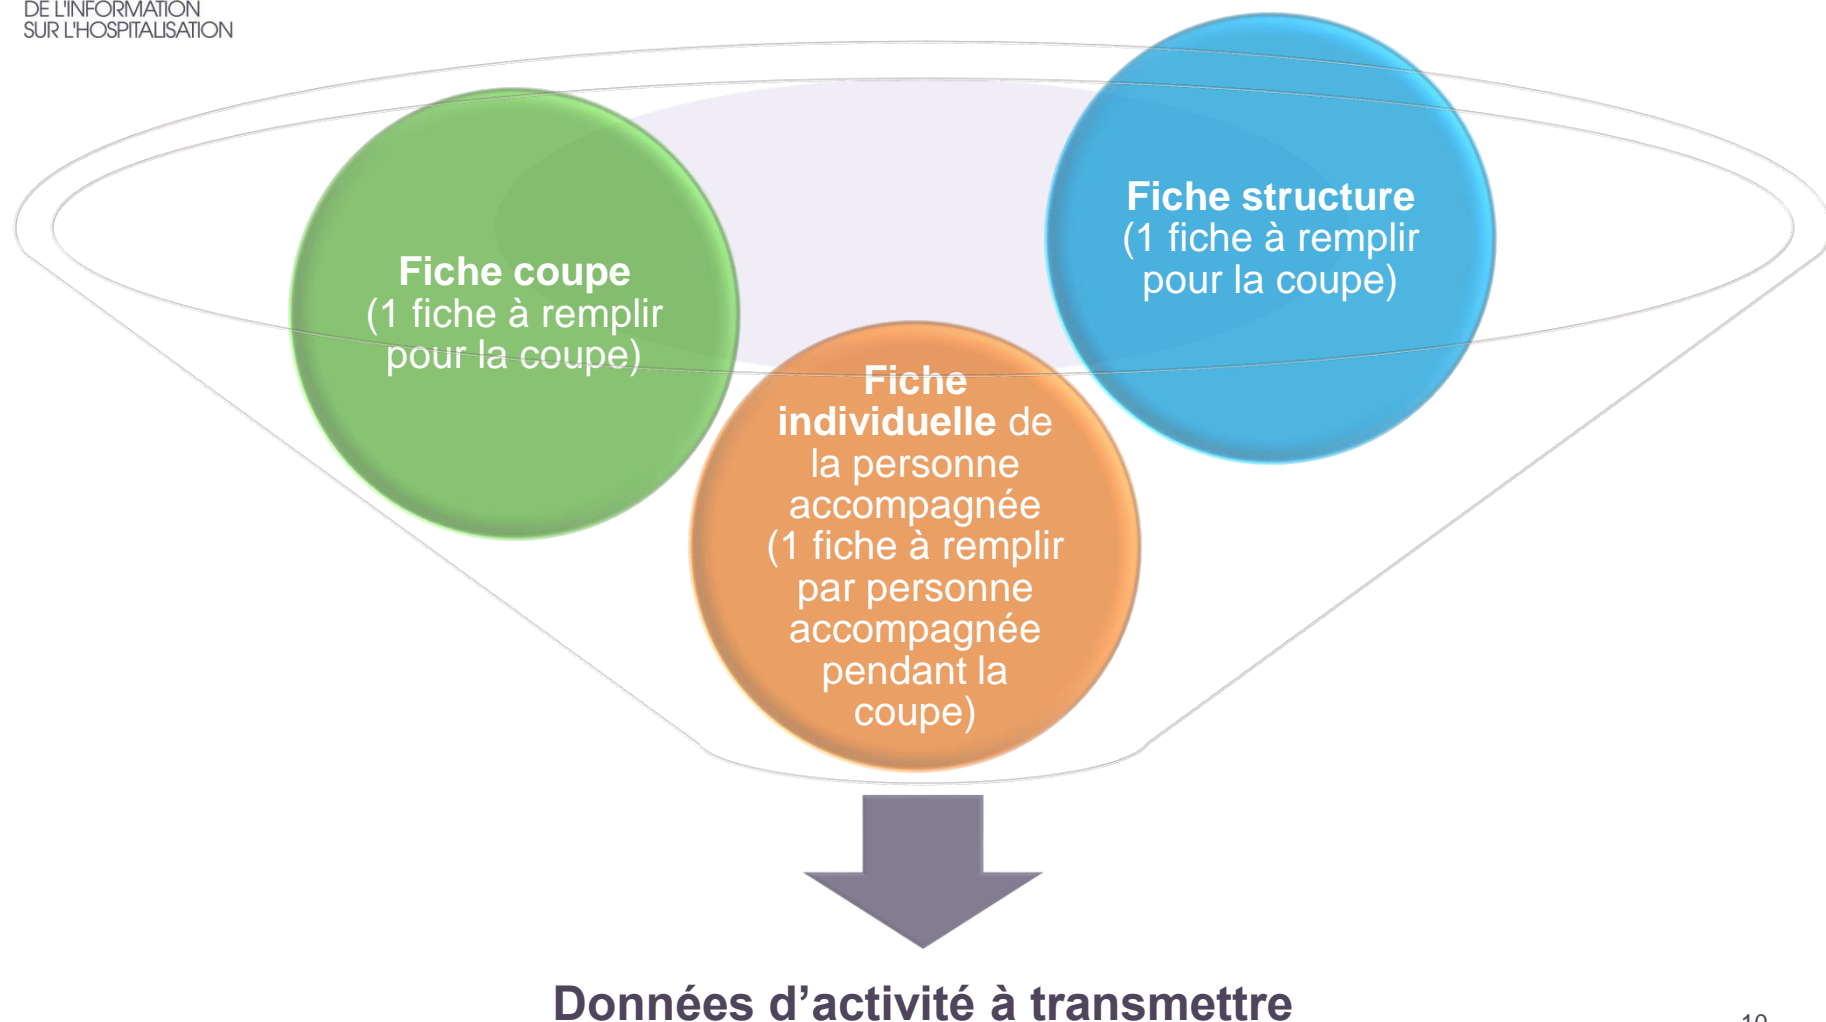 DE L'INFORMATION
SUR L'HOSPITALISATION
Fiche coupe
(1 fiche à remplir
pour la coupe)
Fiche structure
(1 fiche à remplir
pour la coupe)
Fiche
individuelle de
la personne
accompagnée
(1 fiche à remplir
par personne
accompagnée
pendant la
coupe)
Données d’activité à transmettre